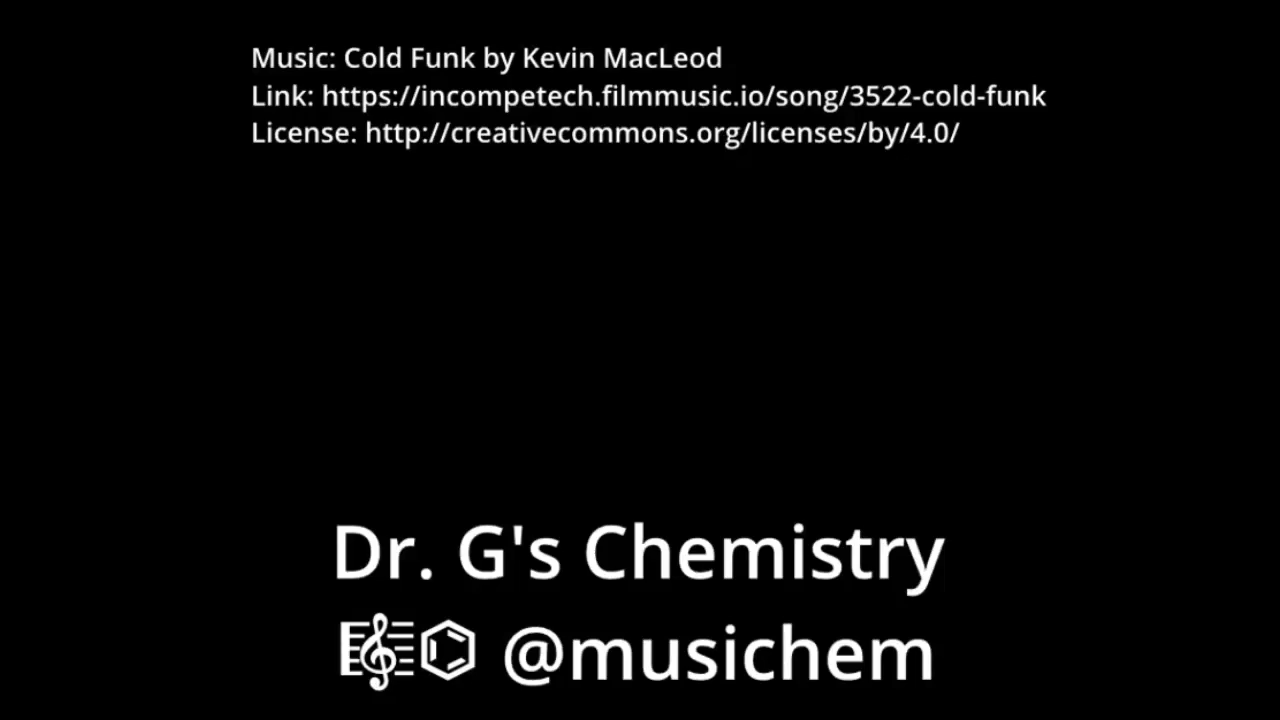 Music: Cold Funk by Kevin MacLeod
Link: https://incompetech.filmmusic.io/song/3522-cold-funk
License: http://creativecommons.org/licenses/by/4.0/
Dr. G's Chemistry
@musichem